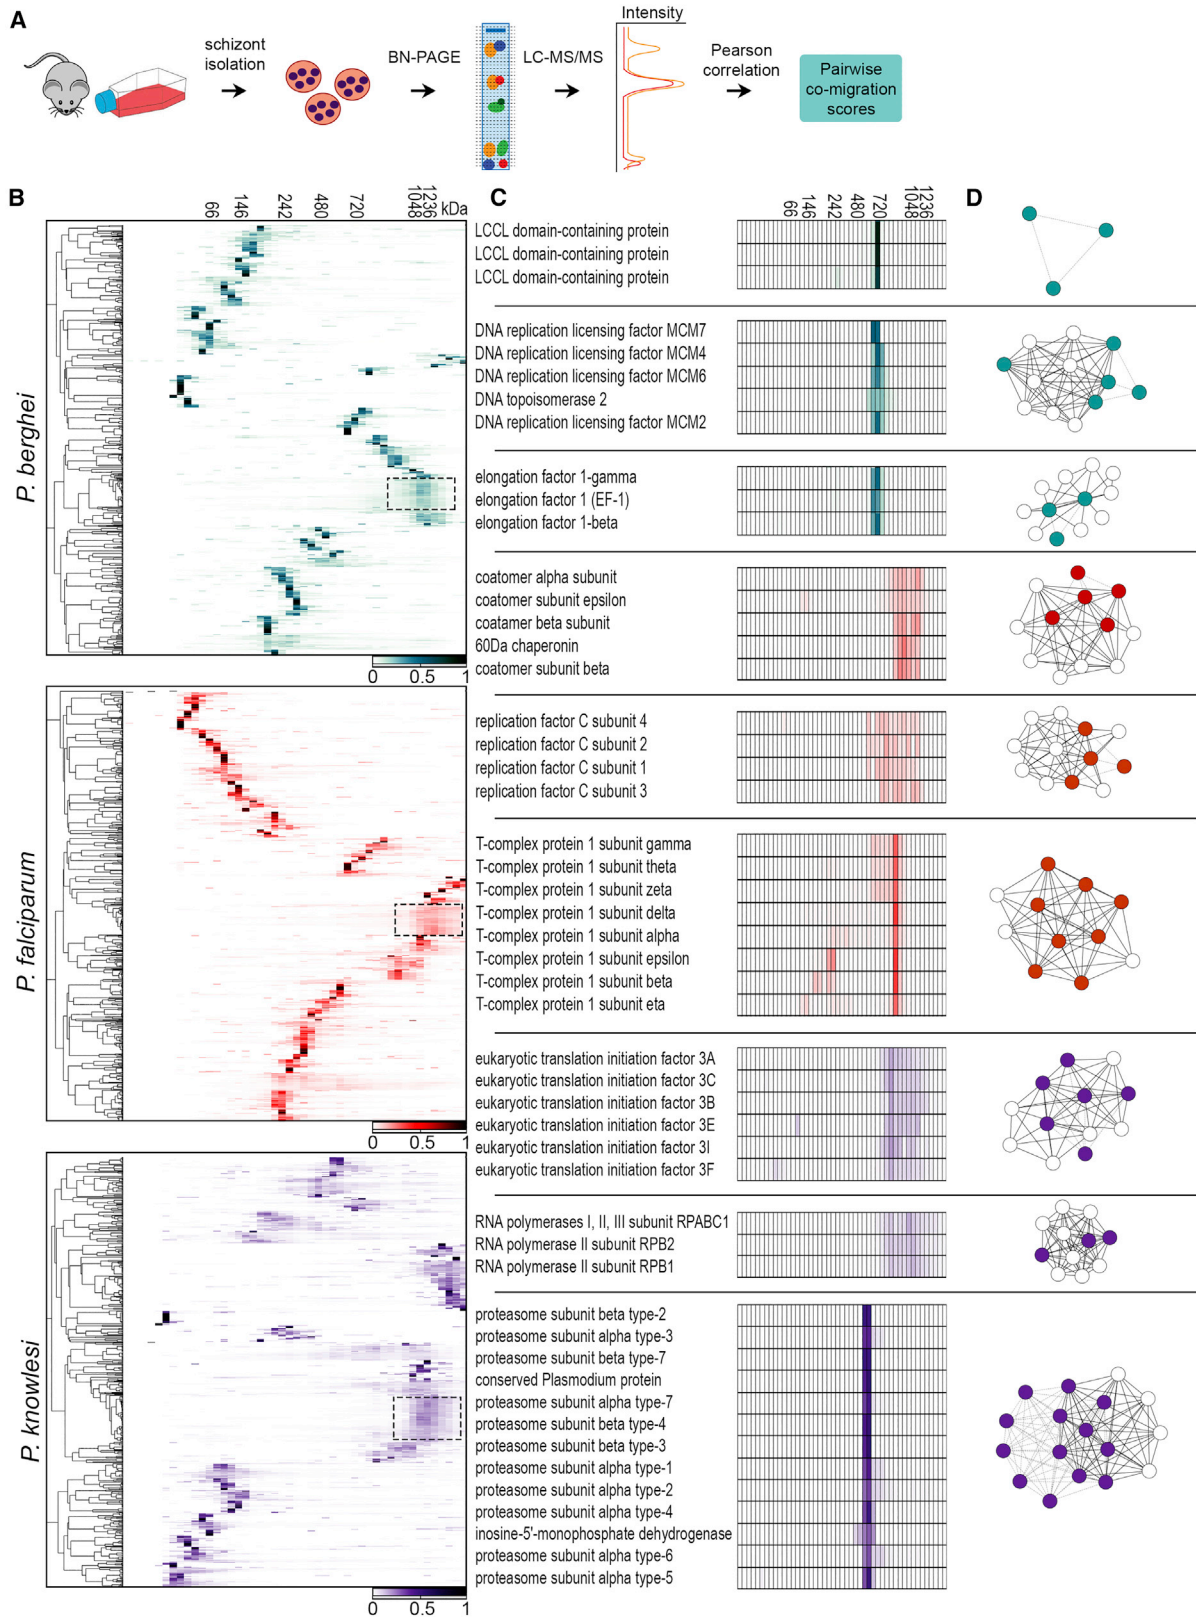 A
schizont
isolation
BN-PAGE
LC-MS/MS
Intensity
Pearson
correlation
Pairwise
co-migration
scores
B
66
146
242
480
720
1048
1236
kDa
P. berghei
0 0.5 1
P. falciparum
0 0.5 1
P. knowlesi
0 0.5 1
C
66
146
242
480
720
1048
1236
LCCL domain-containing protein
LCCL domain-containing protein
LCCL domain-containing protein
DNA replication licensing factor MCM7
DNA replication licensing factor MCM4
DNA replication licensing factor MCM6
DNA topoisomerase 2
DNA replication licensing factor MCM2
elongation factor 1-gamma
elongation factor 1 (EF-1)
elongation factor 1-beta
coatomer alpha subunit
coatomer subunit epsilon
coatamer beta subunit
60Da chaperonin
coatomer subunit beta
replication factor C subunit 4
replication factor C subunit 2
replication factor C subunit 1
replication factor C subunit 3
T-complex protein 1 subunit gamma
T-complex protein 1 subunit theta
T-complex protein 1 subunit zeta
T-complex protein 1 subunit delta
T-complex protein 1 subunit alpha
T-complex protein 1 subunit epsilon
T-complex protein 1 subunit beta
T-complex protein 1 subunit eta
eukaryotic translation initiation factor 3A
eukaryotic translation initiation factor 3C
eukaryotic translation initiation factor 3B
eukaryotic translation initiation factor 3E
eukaryotic translation initiation factor 3I
eukaryotic translation initiation factor 3F
RNA polymerases I, II, III subunit RPABC1
RNA polymerase II subunit RPB2
RNA polymerase II subunit RPB1
proteasome subunit beta type-2
proteasome subunit alpha type-3
proteasome subunit beta type-7
conserved Plasmodium protein
proteasome subunit alpha type-7
proteasome subunit beta type-4
proteasome subunit beta type-3
proteasome subunit alpha type-1
proteasome subunit alpha type-2
proteasome subunit alpha type-4
inosine-5'-monophosphate dehydrogenase
proteasome subunit alpha type-6
proteasome subunit alpha type-5
D